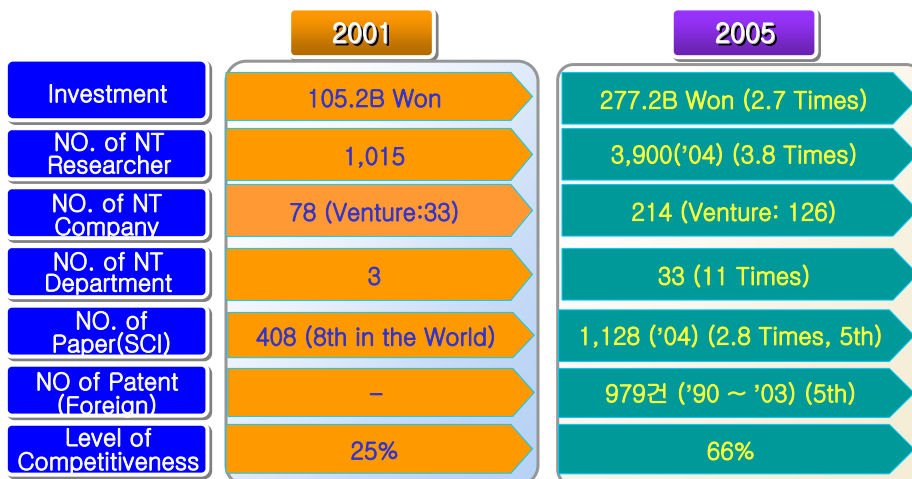 2001
2005
Investment
105.2B Won
277.2B Won (2.7 Times)
NO. of NT
Researcher
1,015
3,900('04) (3.8 Times)
NO. of NT
Company
78 (Venture:33)
214 (Venture: 126)
NO. of NT
Department
3
33 (11 Times)
NO. of
Paper(SCI)
408 (8th in the World)
1,128 ('04) (2.8 Times, 5th)
NO of Patent
(Foreign)
–
979건 ('90 ~ '03) (5th)
Level of
Competitiveness
25%
66%